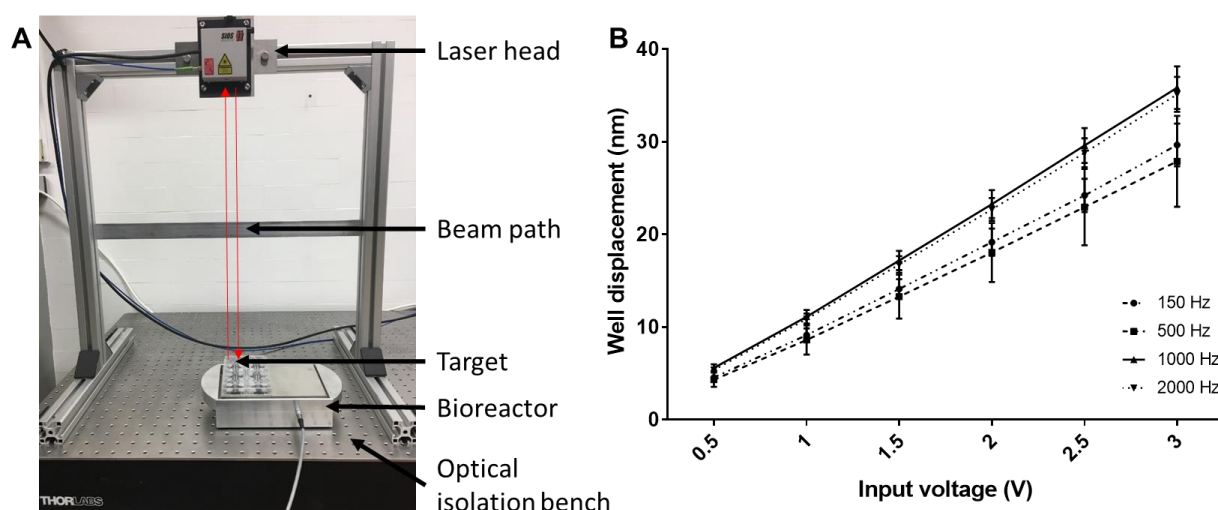 A
SIOS
Laser head
Beam path
Target
Bioreactor
Optical
isolation bench
THORLABS
B
Well displacement (nm)
40
30
20
10
0
0.5
1
1.5
2
2.5
3
Input voltage (V)
150 Hz
500 Hz
1000 Hz
2000 Hz